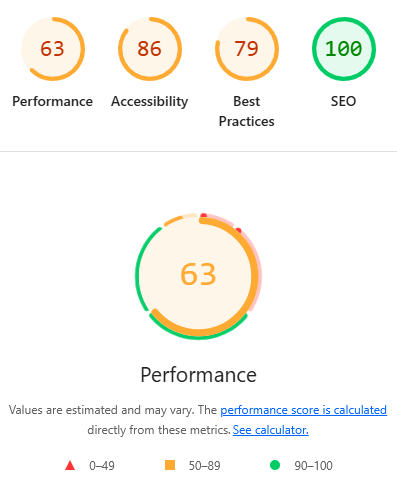 63 86 79 100
Performance Accessibility Best SEO
Practices
63
Performance
Values are estimated and may vary. The performance score is calculated
directly from these metrics. See calculator.
0–49 50–89 90–100